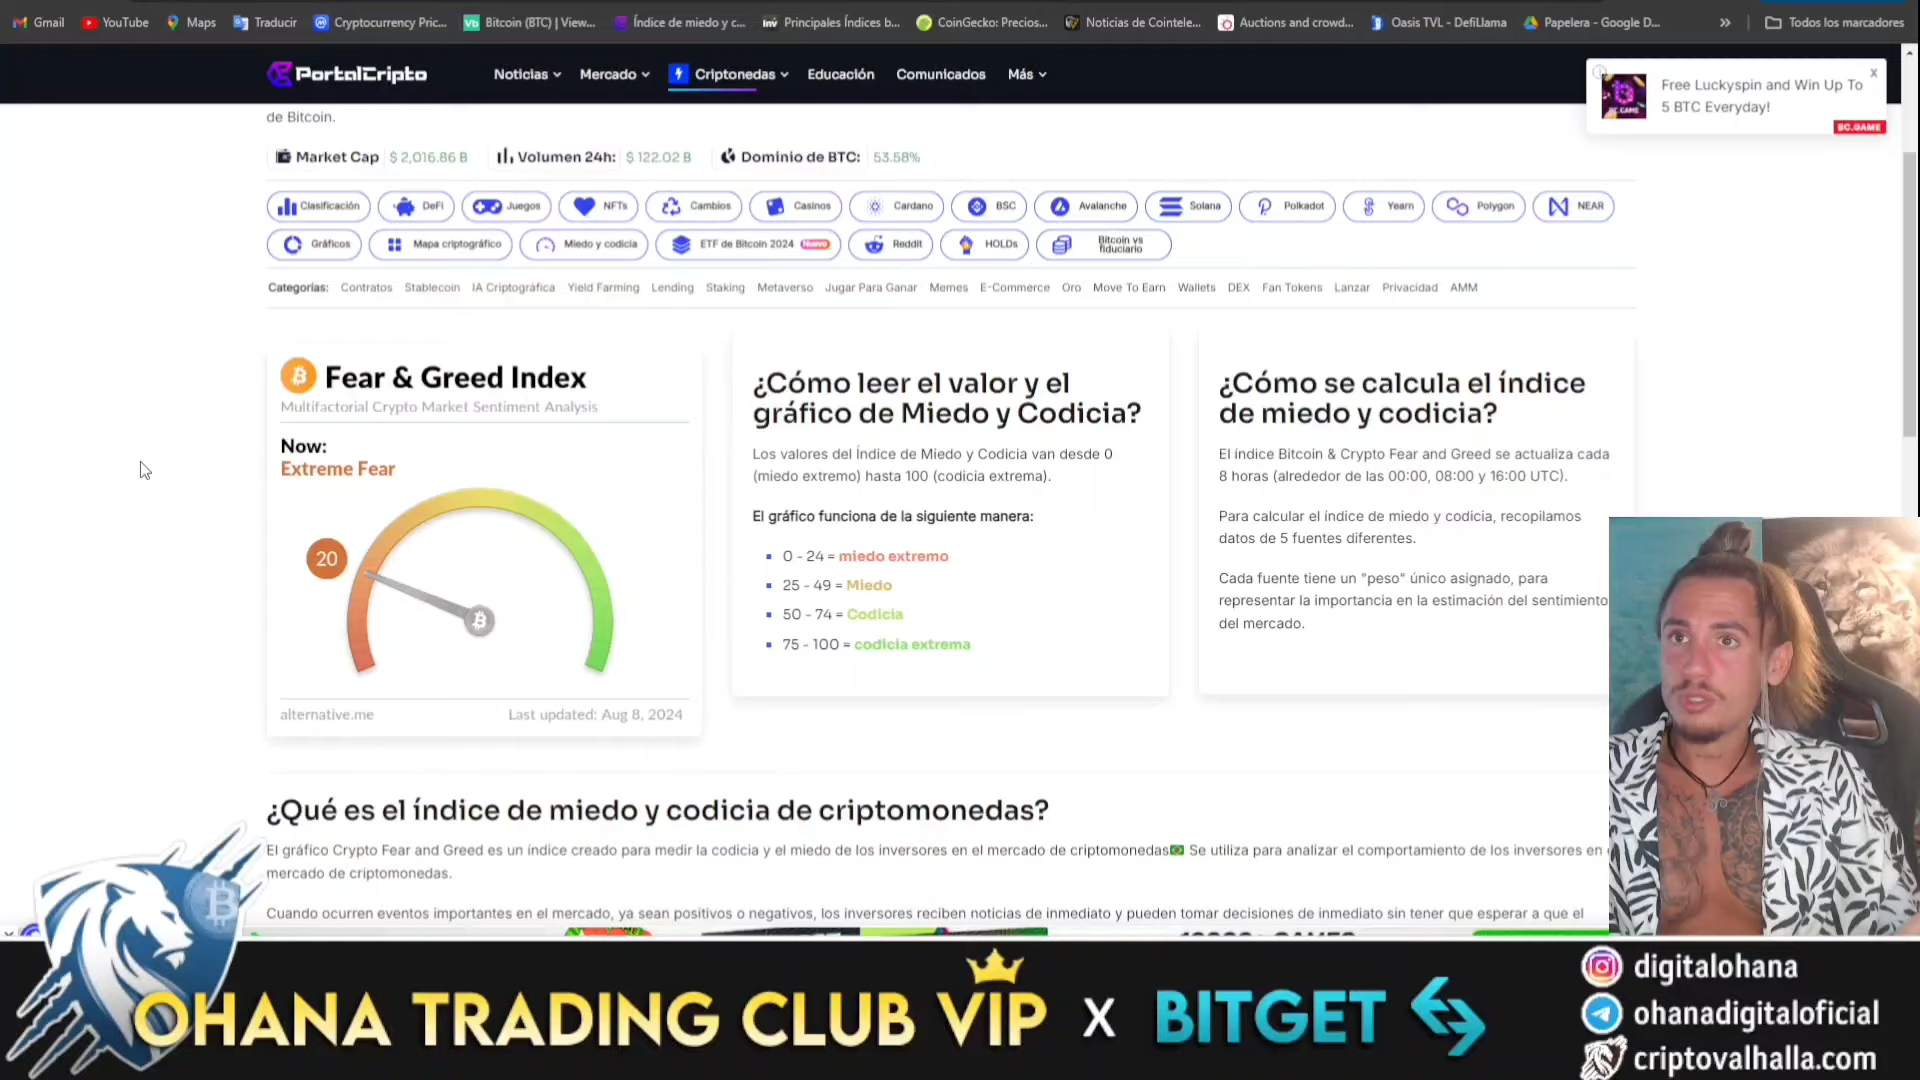 Gmail YouTube Maps Traducir Cryptocurrency Pric... Bitcoin (BTC) | View... Índice de miedo y c... Principales Índices b... CoinGecko: Precios... Noticias de Cointele... Auctions and crowd... Oasis TVL - DefiLlama Papelera - Google D... » Todos los marcadores
PortalCripto Noticias Mercado Criptonedas Educación Comunicados Más
Free Luckyspin and Win Up To
5 BTC Everyday!
BC.GAME
de Bitcoin.
Market Cap $ 2,016.86 B Volumen 24h: $ 122.02 B Dominio de BTC: 53.58%
Clasificación DeFi Juegos NFTs Cambios Casinos Cardano BSC Avalanche Solana Polkadot Yearn Polygon NEAR
Gráficos Mapa criptográfico Miedo y codicia ETF de Bitcoin 2024 Nuevo Reddit HOLDs Bitcoin vs
fiduciario
Categorías: Contratos Stablecoin IA Criptográfica Yield Farming Lending Staking Metaverso Jugar Para Ganar Memes E-Commerce Oro Move To Earn Wallets DEX Fan Tokens Lanzar Privacidad AMM
Fear & Greed Index
Multifactorial Crypto Market Sentiment Analysis
Now:
Extreme Fear
20
alternative.me Last updated: Aug 8, 2024
¿Cómo leer el valor y el
gráfico de Miedo y Codicia?
Los valores del Índice de Miedo y Codicia van desde 0
(miedo extremo) hasta 100 (codicia extrema).
El gráfico funciona de la siguiente manera:
0 - 24 = miedo extremo
25 - 49 = Miedo
50 - 74 = Codicia
75 - 100 = codicia extrema
¿Cómo se calcula el índice
de miedo y codicia?
El índice Bitcoin & Crypto Fear and Greed se actualiza cada
8 horas (alrededor de las 00:00, 08:00 y 16:00 UTC).
Para calcular el índice de miedo y codicia, recopilamos
datos de 5 fuentes diferentes.
Cada fuente tiene un "peso" único asignado, para
representar la importancia en la estimación del sentimiento
del mercado.
¿Qué es el índice de miedo y codicia de criptomonedas?
El gráfico Crypto Fear and Greed es un índice creado para medir la codicia y el miedo de los inversores en el mercado de criptomonedas Se utiliza para analizar el comportamiento de los inversores en
mercado de criptomonedas.
Cuando ocurren eventos importantes en el mercado, ya sean positivos o negativos, los inversores reciben noticias de inmediato y pueden tomar decisiones de inmediato sin tener que esperar a que el
OHANA TRADING CLUB VIP X BITGET
digitalohana
ohanadigitaloficial
criptovalhalla.com